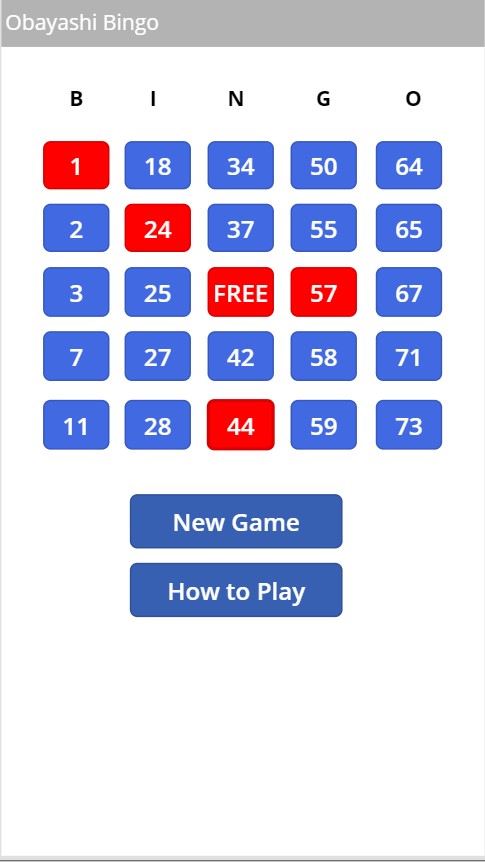 Obayashi Bingo
B I N G O
1 18 34 50 64
2 24 37 55 65
3 25 FREE 57 67
7 27 42 58 71
11 28 44 59 73
New Game
How to Play